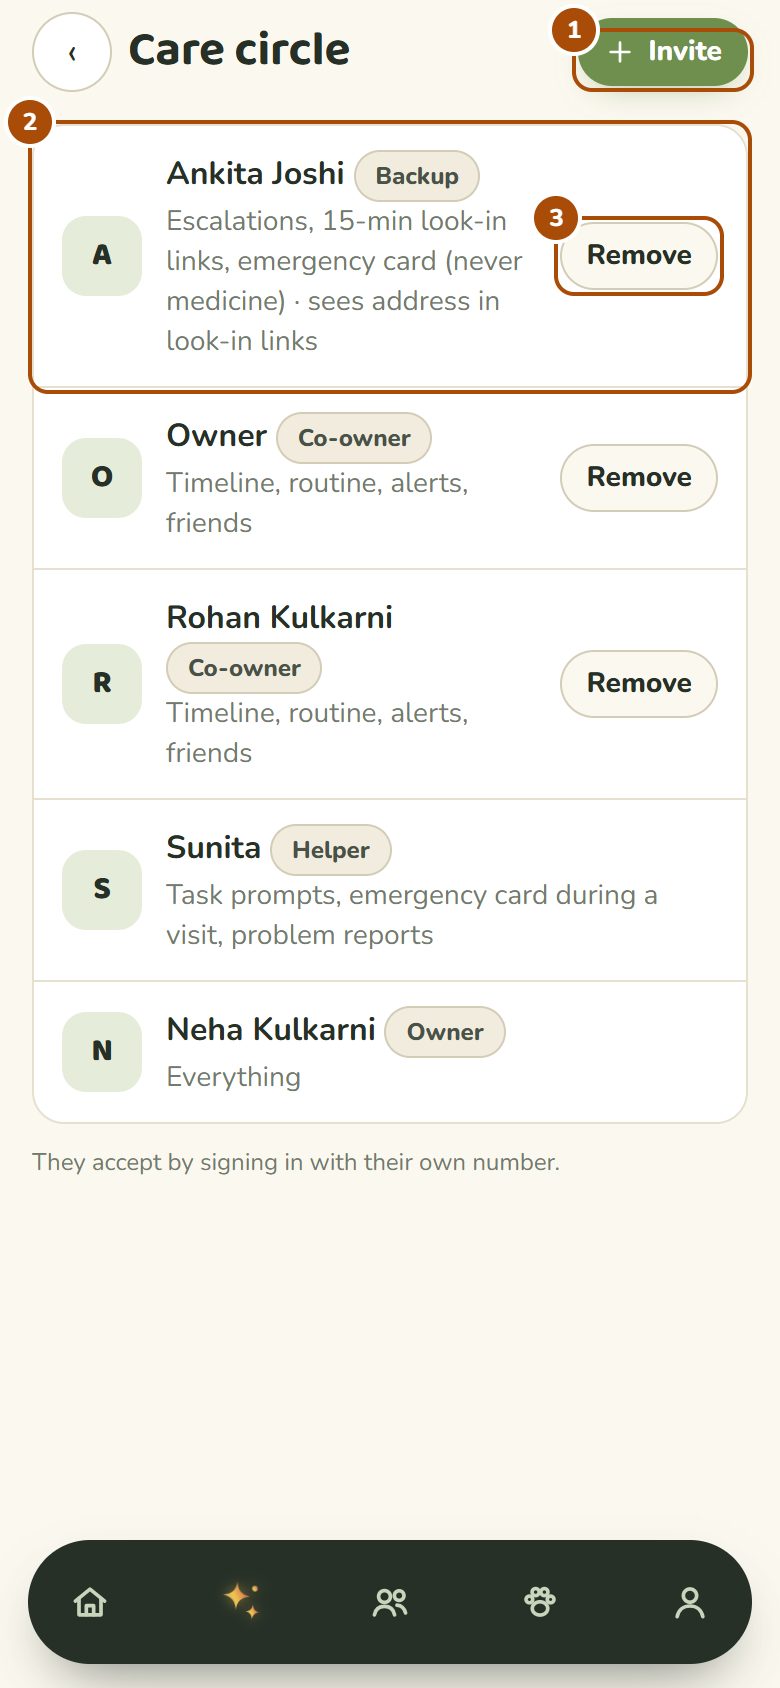 Care circle
1
+ Invite
2
A
Ankita Joshi Backup
Escalations, 15-min look-in
links, emergency card (never
medicine) · sees address in
look-in links
3
Remove
O
Owner Co-owner
Timeline, routine, alerts,
friends
Remove
R
Rohan Kulkarni
Co-owner
Timeline, routine, alerts,
friends
Remove
S
Sunita Helper
Task prompts, emergency card during a
visit, problem reports
N
Neha Kulkarni Owner
Everything
They accept by signing in with their own number.